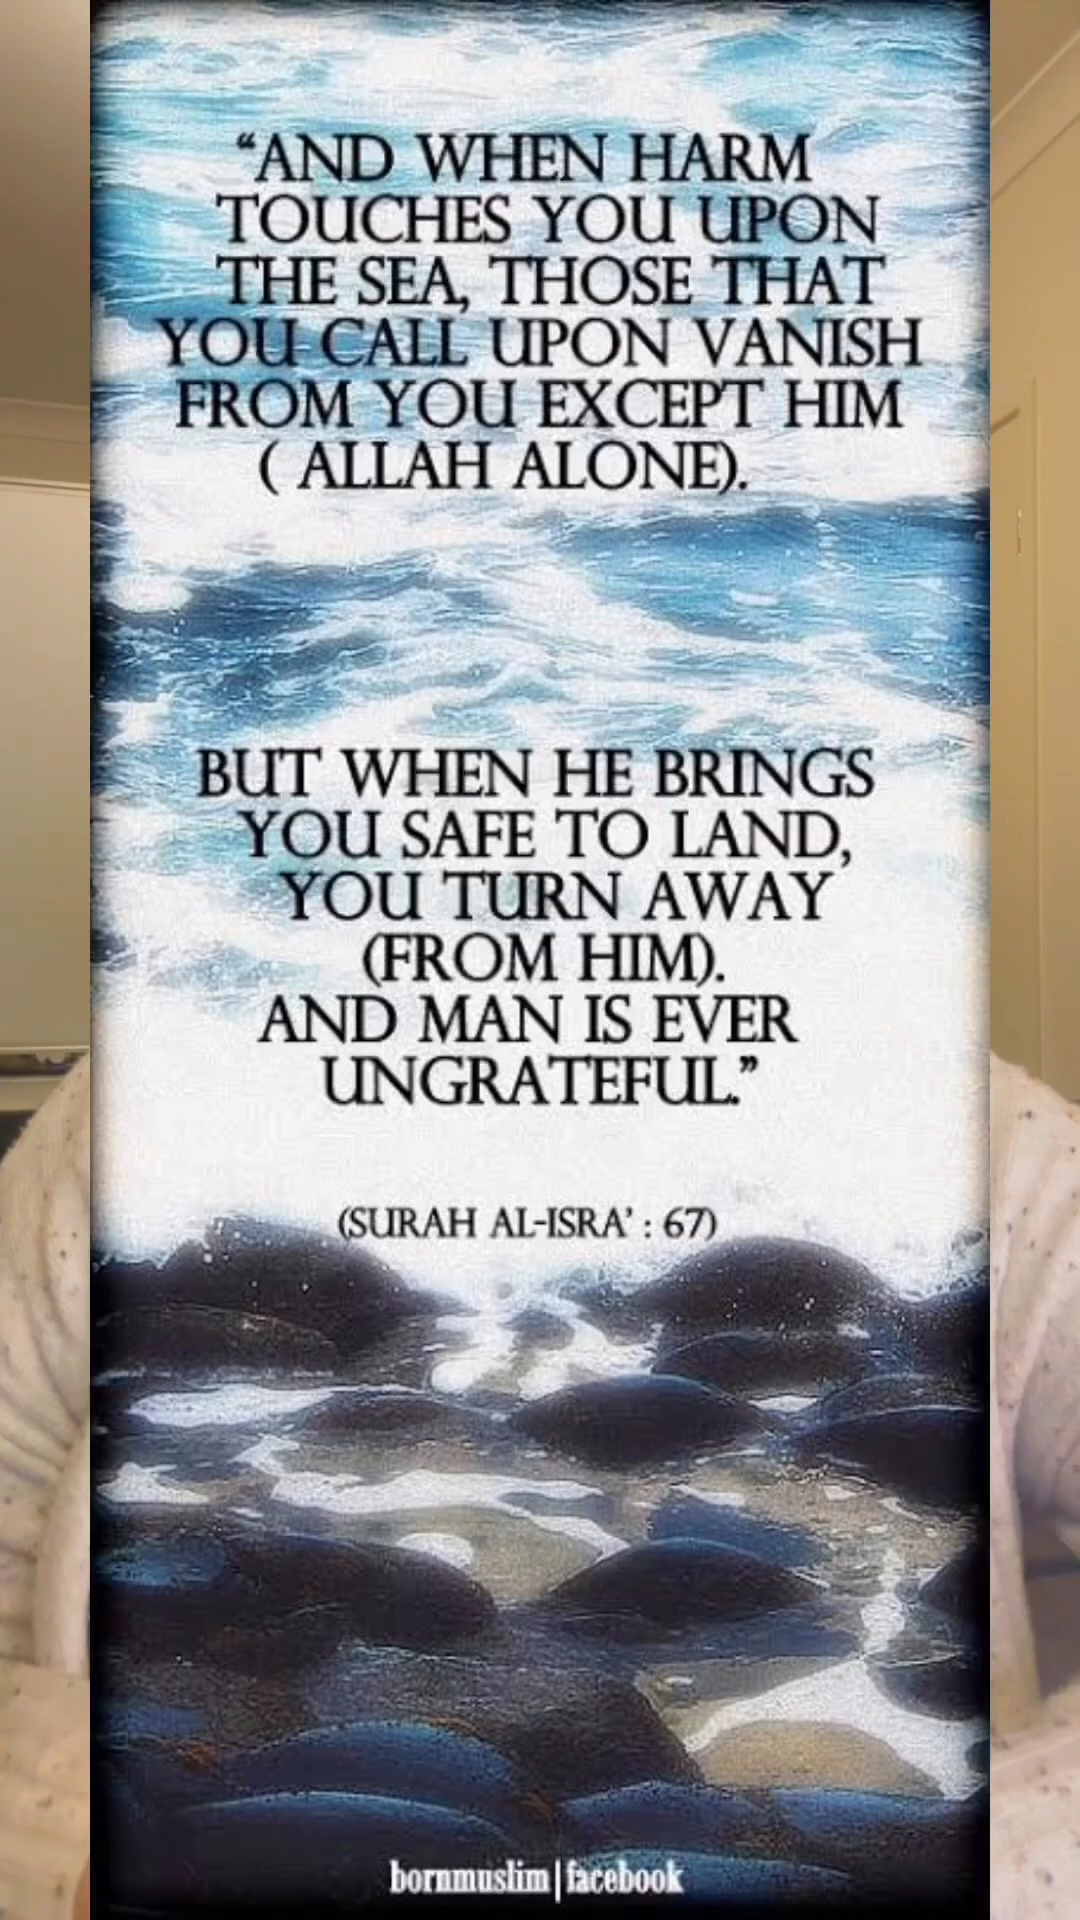 “AND WHEN HARM
TOUCHES YOU UPON
THE SEA, THOSE THAT
YOU CALL UPON VANISH
FROM YOU EXCEPT HIM
( ALLAH ALONE).
BUT WHEN HE BRINGS
YOU SAFE TO LAND,
YOU TURN AWAY
(FROM HIM).
AND MAN IS EVER
UNGRATEFUL.”
(SURAH AL-ISRA’ : 67)
bornmuslim|facebook